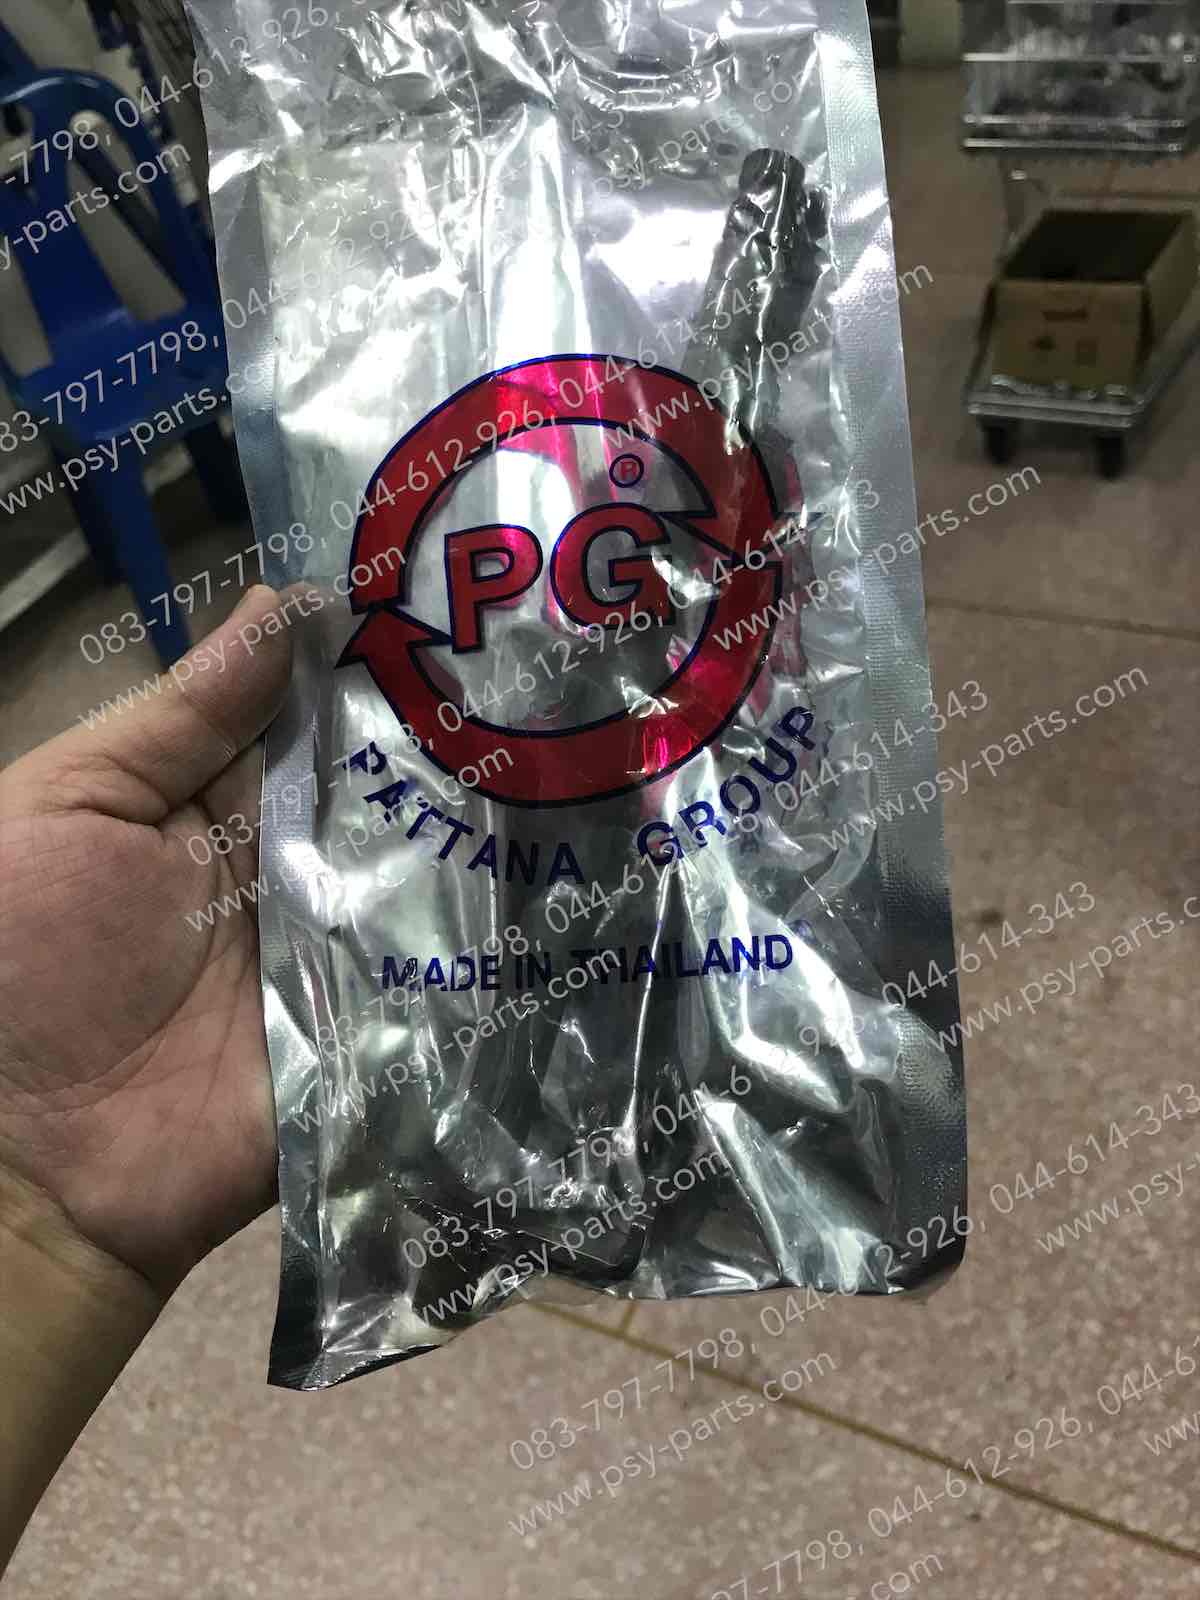 ®
PG.
PATTANA GROUP
MADE IN THAILAND
083-797-7798, 044-612-926, 044-614-343
www.psy-parts.com